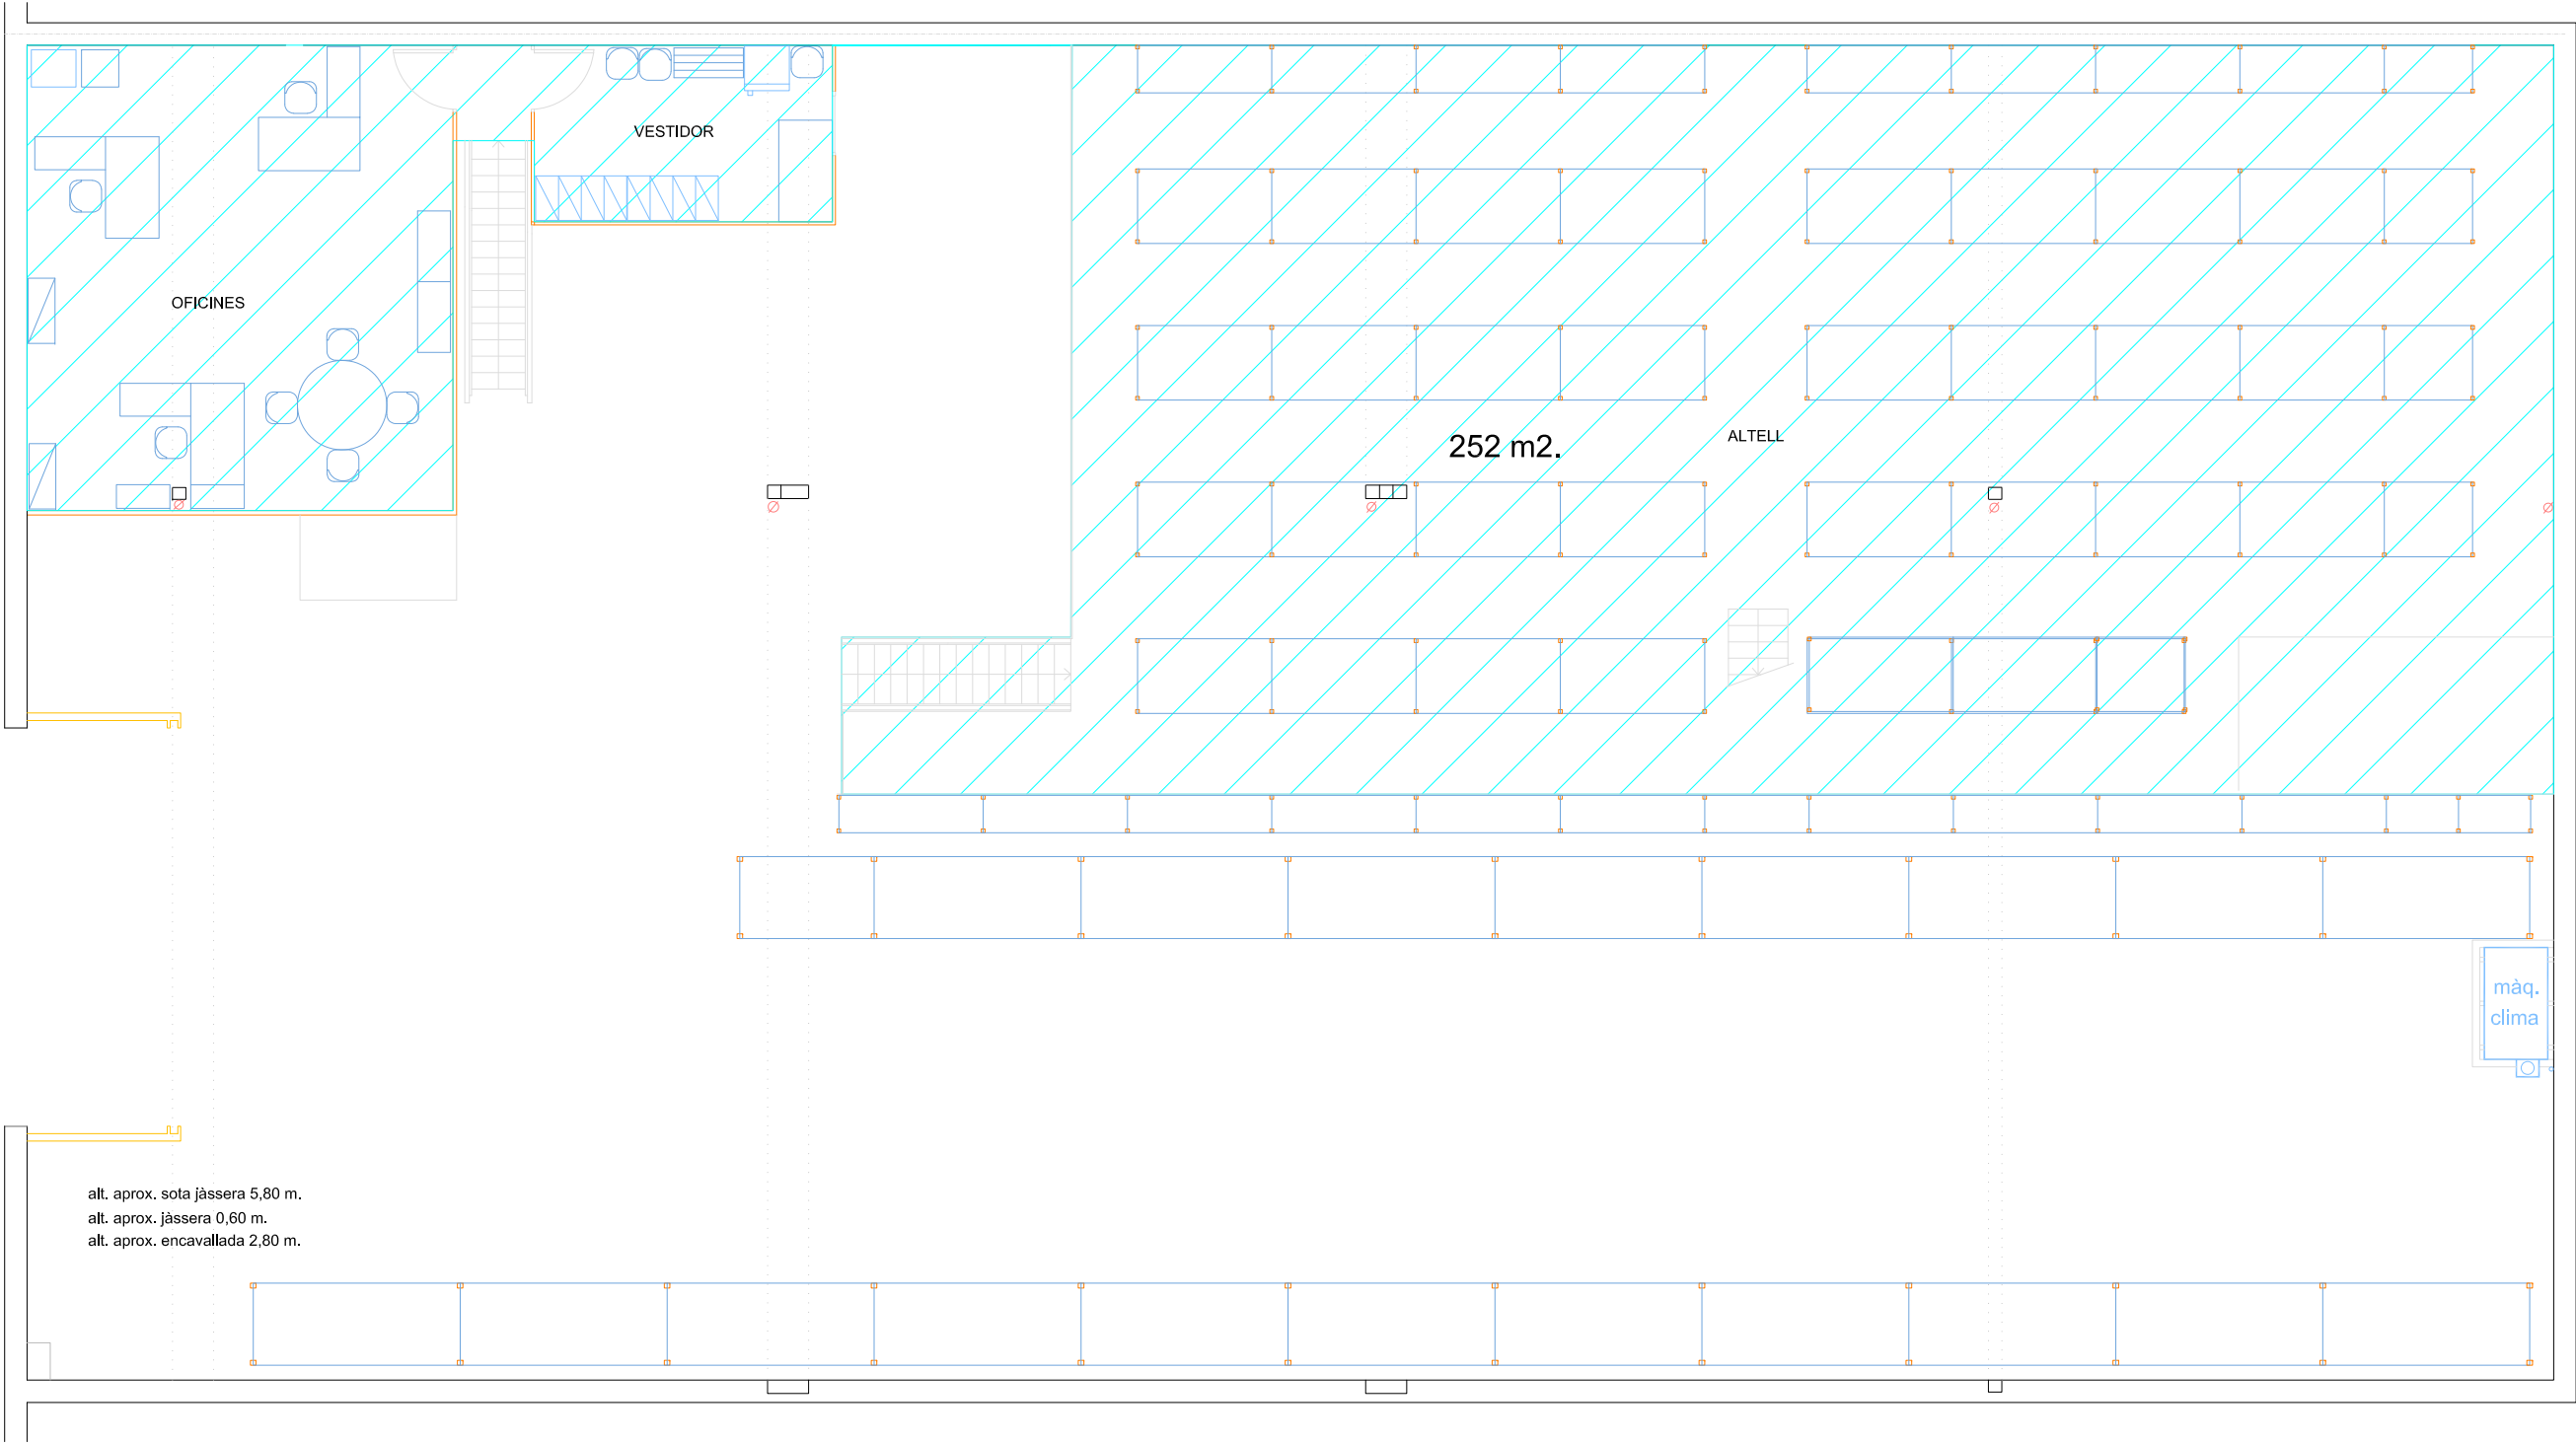 VESTIDOR
OFICINES
252 m2.
ALTELL
màq.
clima
alt. aprox. sota jàssera 5,80 m.
alt. aprox. jàssera 0,60 m.
alt. aprox. encavallada 2,80 m.